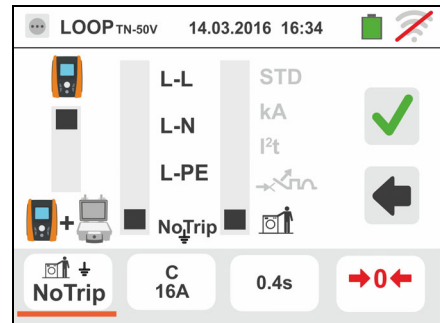 LOOP TN-50V 14.03.2016 16:34
L-L STD
L-N kA
I²t
L-PE
+ NoTrip
NoTrip C 16A 0.4s →0←